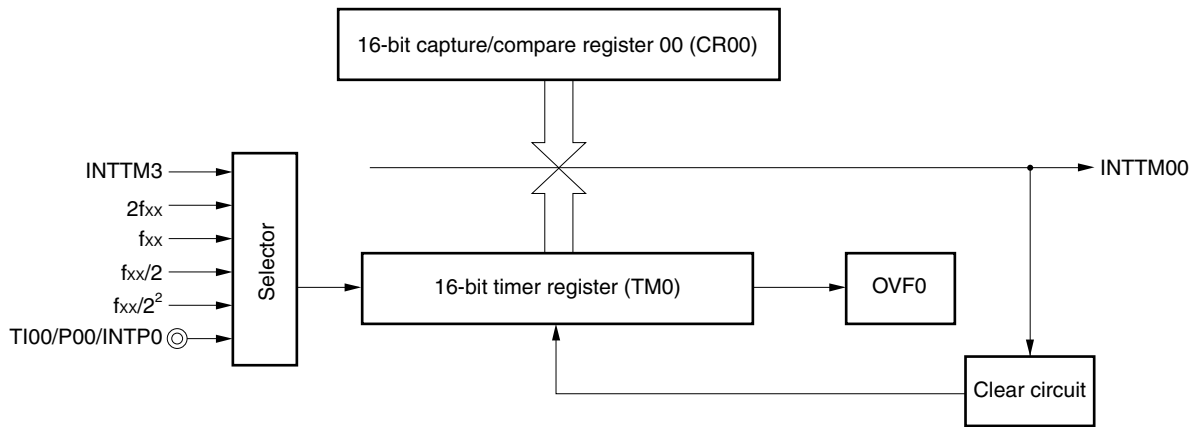 16-bit capture/compare register 00 (CR00)
INTTM3
2fxx
fxx
fxx/2
fxx/2²
TI00/P00/INTP0
Selector
16-bit timer register (TM0)
OVF0
INTTM00
Clear circuit